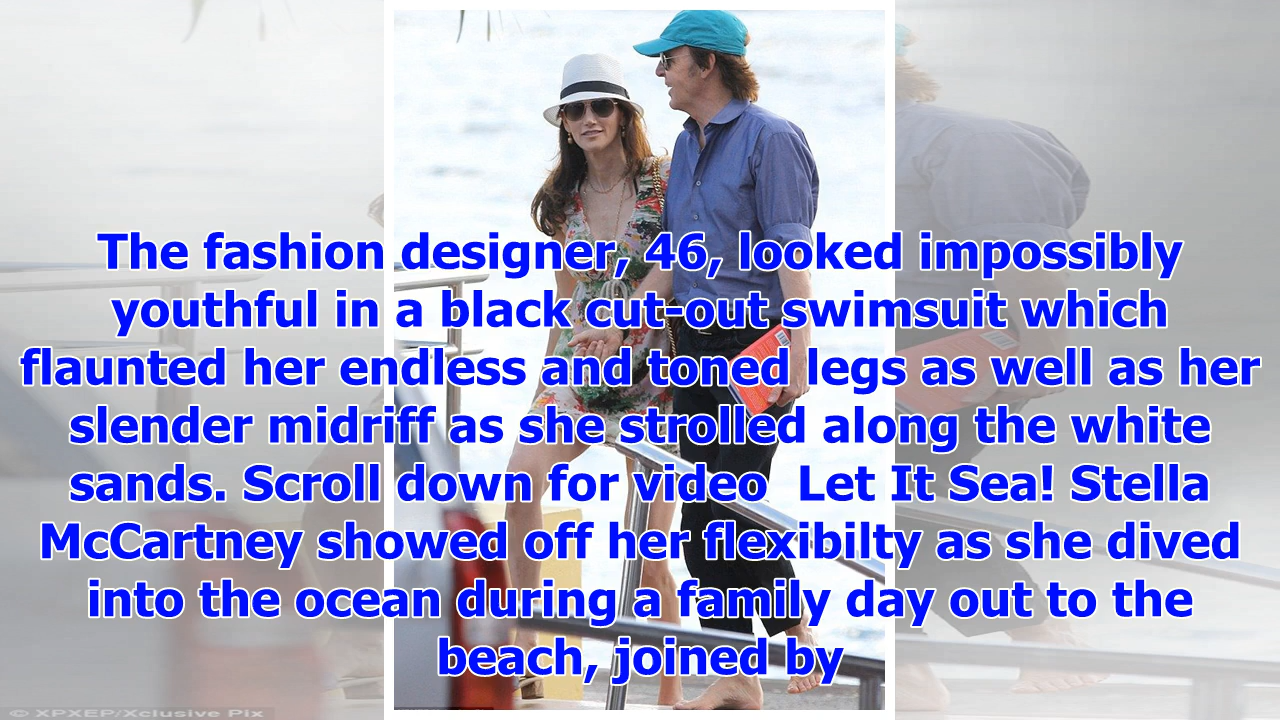 The fashion designer, 46, looked impossibly
youthful in a black cut-out swimsuit which
flaunted her endless and toned legs as well as her
slender midriff as she strolled along the white
sands. Scroll down for video  Let It Sea! Stella
McCartney showed off her flexibilty as she dived
into the ocean during a family day out to the
beach, joined by
© XPXEP/Xclusive Pix